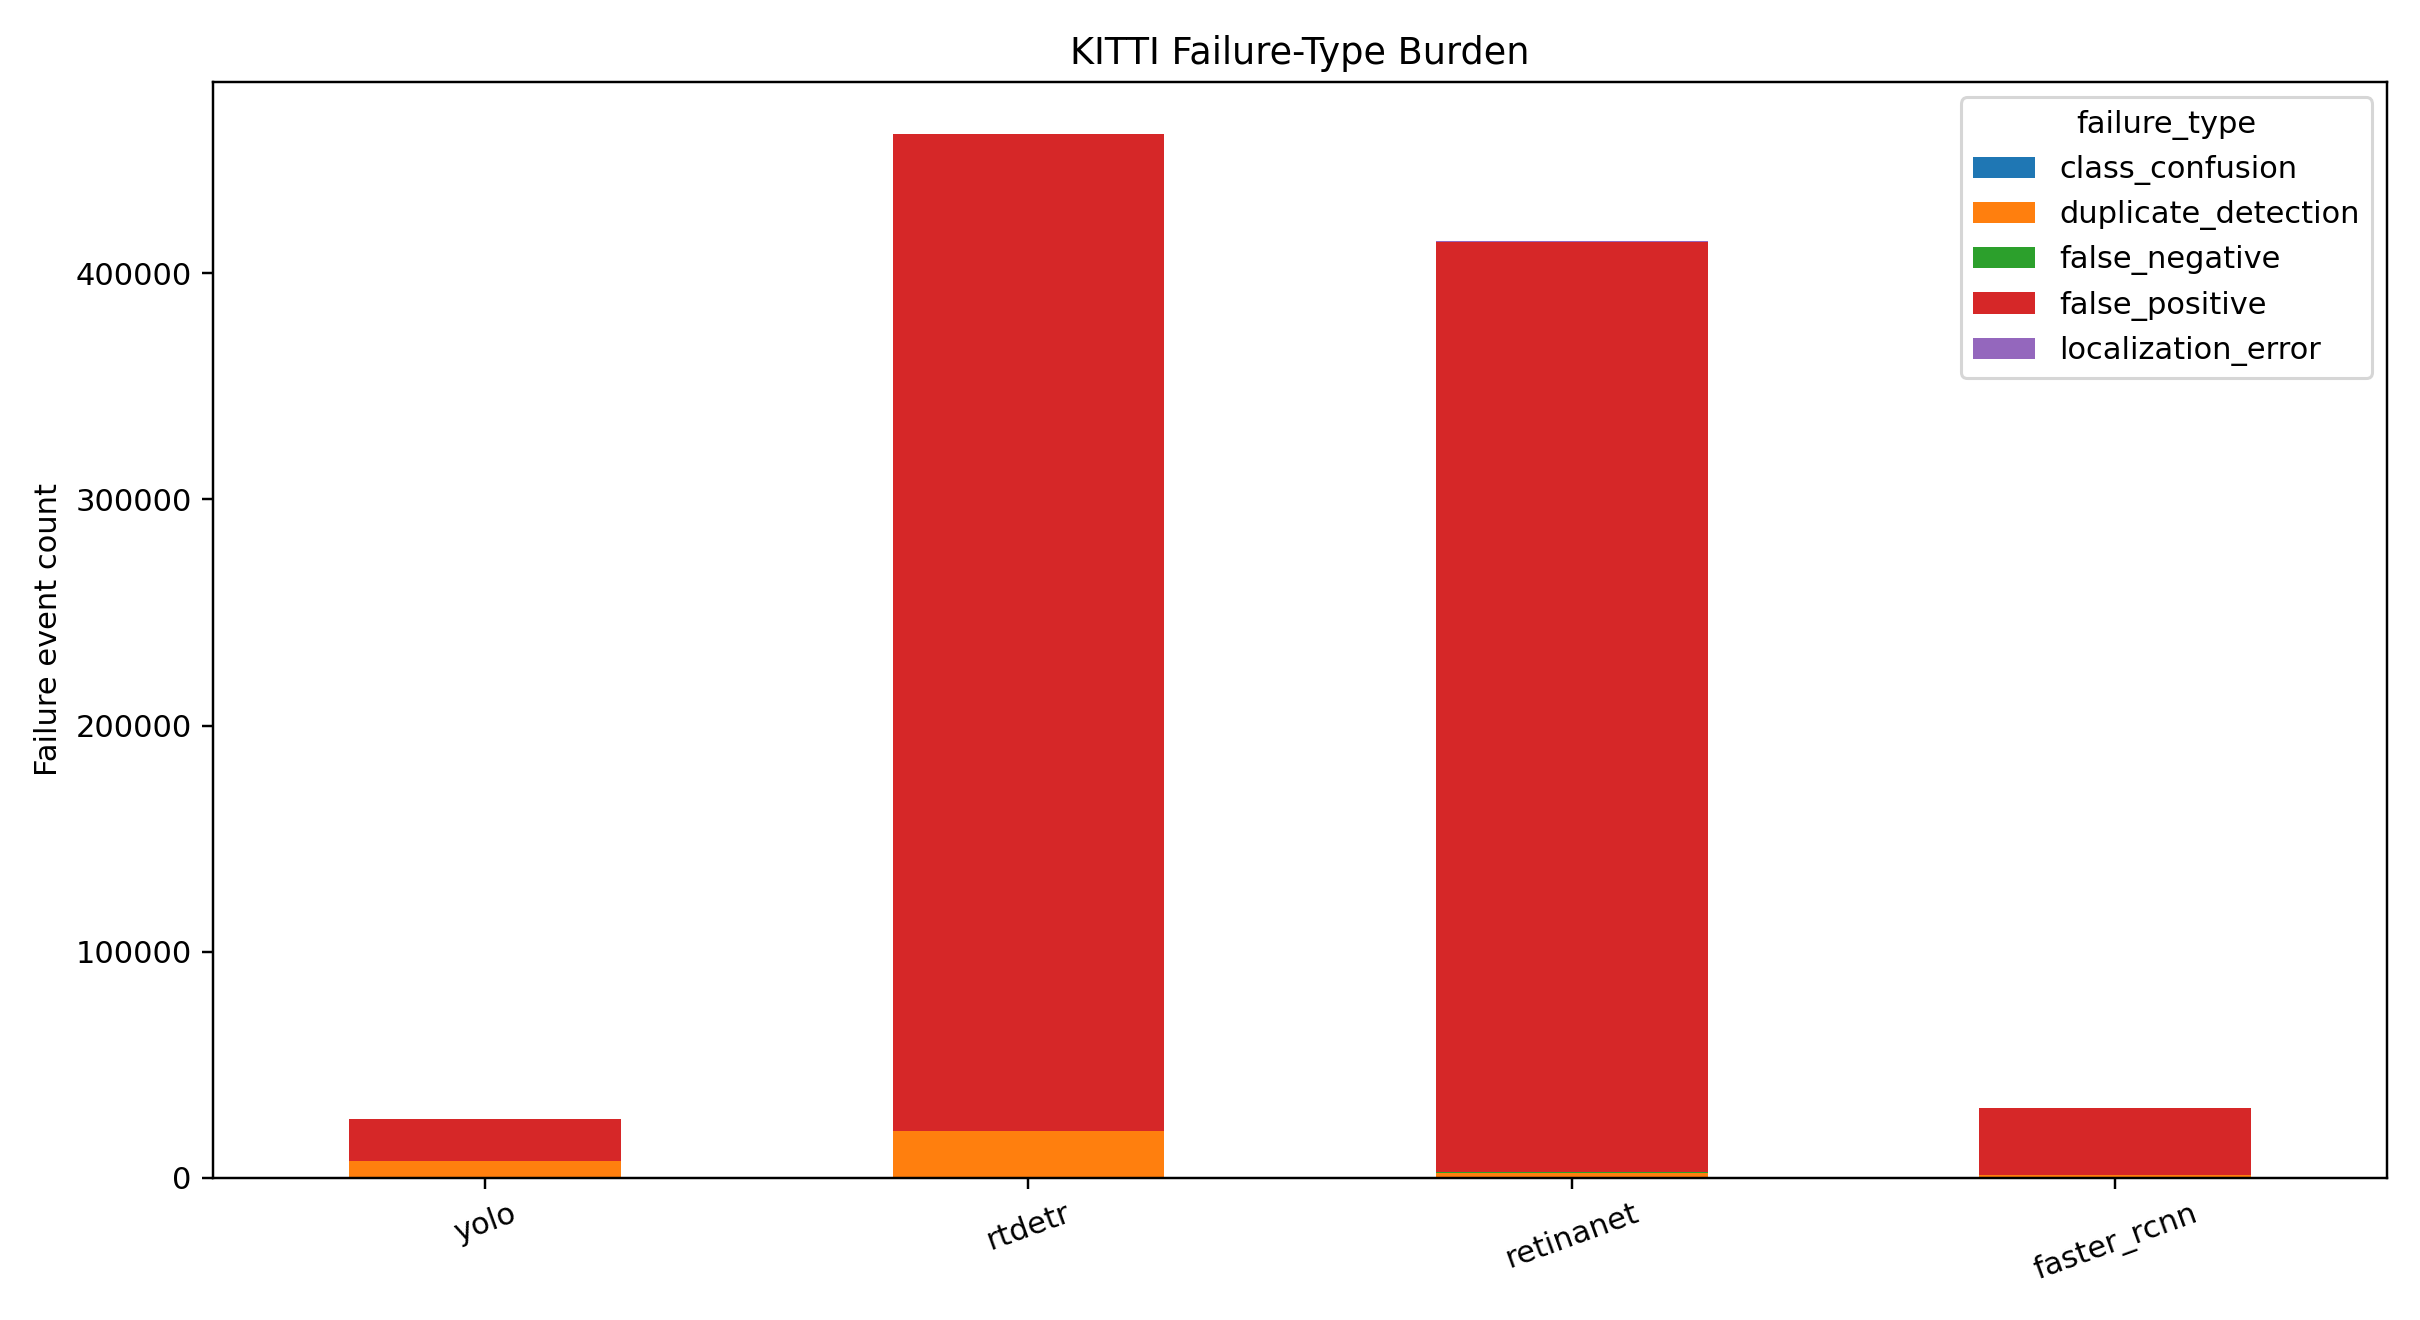 KITTI Failure-Type Burden
failure_type
class_confusion
duplicate_detection
false_negative
false_positive
localization_error
Failure event count
400000
300000
200000
100000
0
yolo
rtdetr
retinanet
faster_rcnn